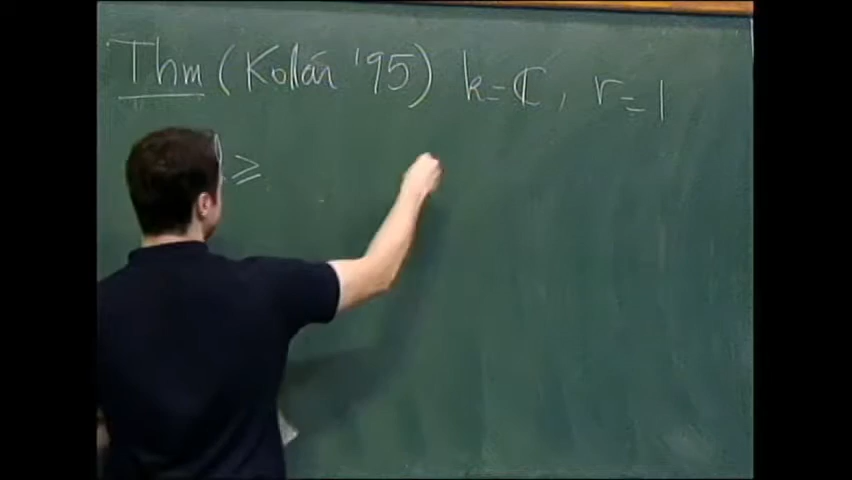 Thm (Kollár '95) k=ℂ, r=1
≥